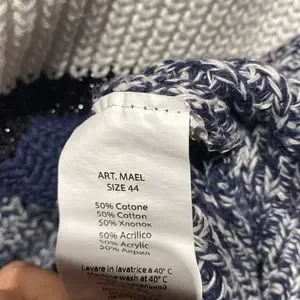 ART. MAEL
SIZE 44
50% Cotone
50% Cotton
50% Хлопок
50% Acrilico
50% Acrylic
50% Акрил
Lavare in lavatrice a 40° C
Machine wash at 40° C